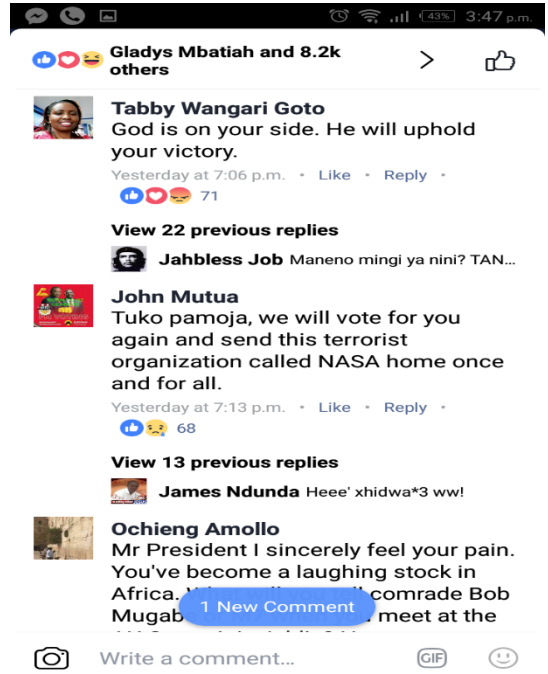 43% 3:47 p.m.
Gladys Mbatiah and 8.2k
others
Tabby Wangari Goto
God is on your side. He will uphold
your victory.
Yesterday at 7:06 p.m. • Like • Reply •
71
View 22 previous replies
Jahbless Job Maneno mingi ya nini? TAN...
John Mutua
Tuko pamoja, we will vote for you
again and send this terrorist
organization called NASA home once
and for all.
Yesterday at 7:13 p.m. • Like • Reply •
68
View 13 previous replies
James Ndunda Heee' xhidwa*3 ww!
Ochieng Amollo
Mr President I sincerely feel your pain.
You've become a laughing stock in
Africa. comrade Bob
1 New Comment
meet at the
Write a comment...
GIF